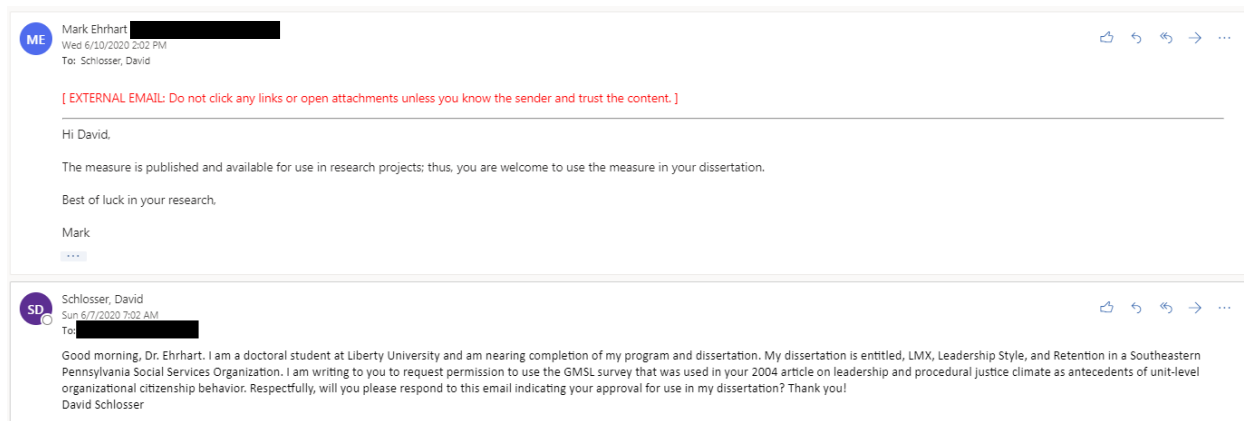 ME
Mark Ehrhart
Wed 6/10/2020 2:02 PM
To: Schlosser, David
[ EXTERNAL EMAIL: Do not click any links or open attachments unless you know the sender and trust the content. ]
Hi David,
The measure is published and available for use in research projects; thus, you are welcome to use the measure in your dissertation.
Best of luck in your research,
Mark
...
SD
Schlosser, David
Sun 6/7/2020 7:02 AM
To:
Good morning, Dr. Ehrhart. I am a doctoral student at Liberty University and am nearing completion of my program and dissertation. My dissertation is entitled, LMX, Leadership Style, and Retention in a Southeastern
Pennsylvania Social Services Organization. I am writing to you to request permission to use the GMSL survey that was used in your 2004 article on leadership and procedural justice climate as antecedents of unit-level
organizational citizenship behavior. Respectfully, will you please respond to this email indicating your approval for use in my dissertation? Thank you!
David Schlosser